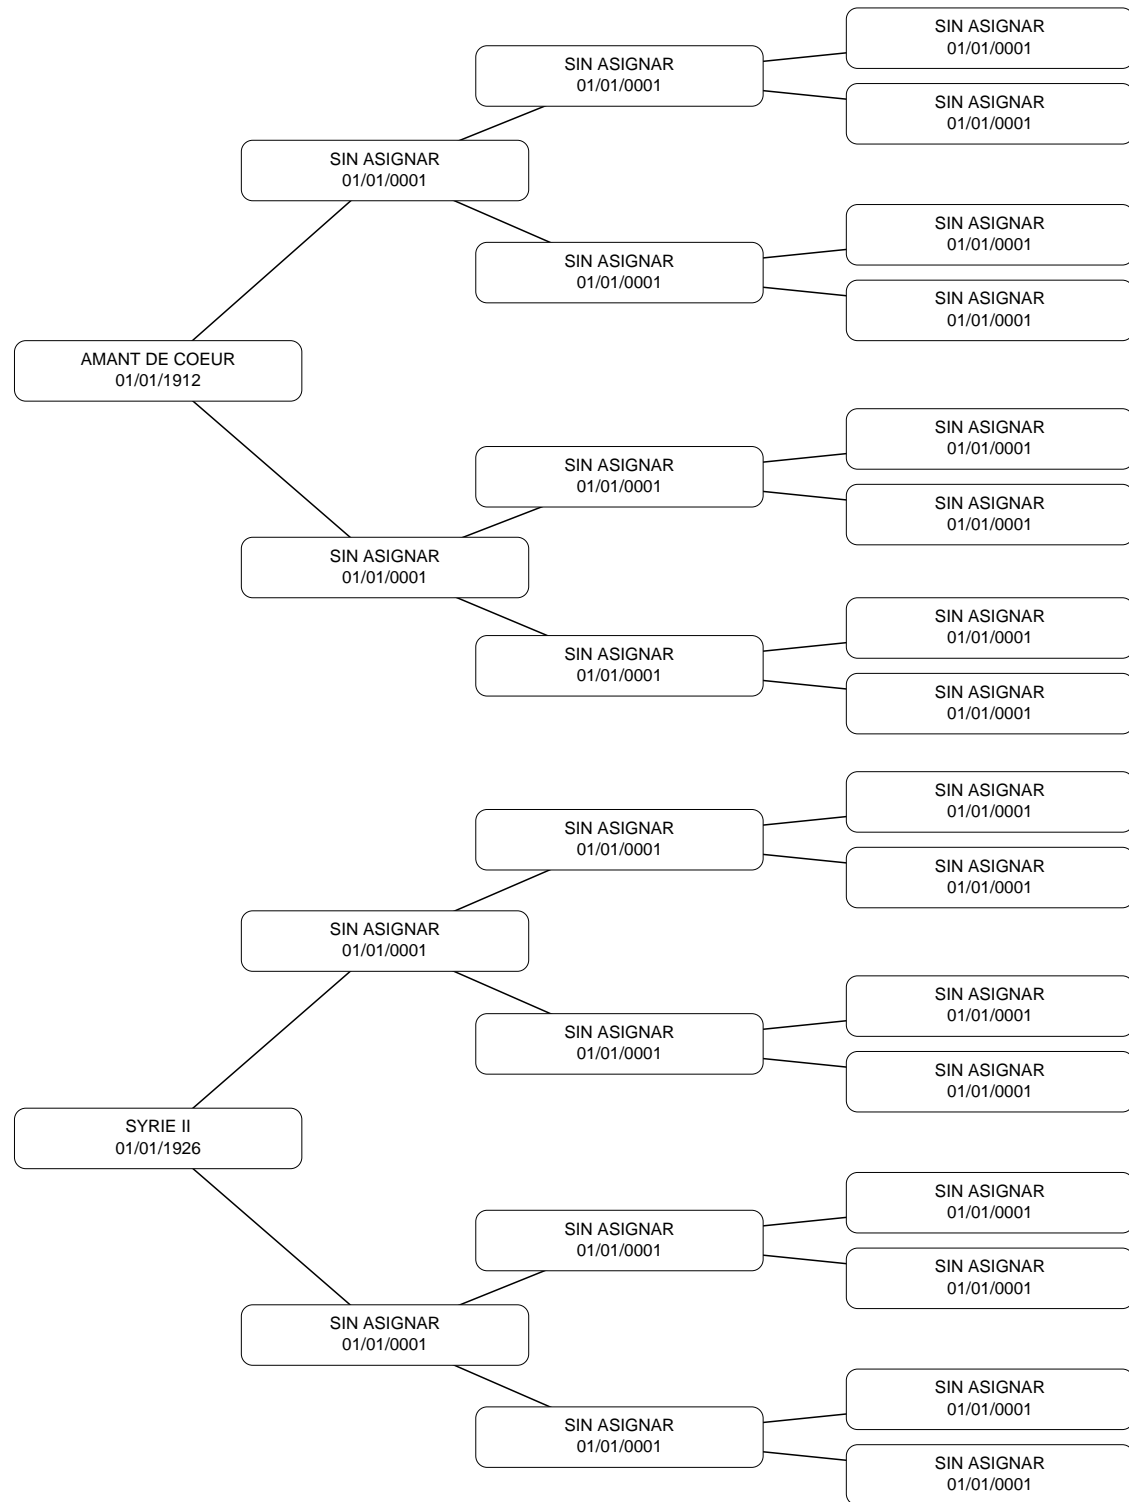 SIN ASIGNAR
01/01/0001
SIN ASIGNAR
01/01/0001
SIN ASIGNAR
01/01/0001
SIN ASIGNAR
01/01/0001
SIN ASIGNAR
01/01/0001
SIN ASIGNAR
01/01/0001
SIN ASIGNAR
01/01/0001
AMANT DE COEUR
01/01/1912
SIN ASIGNAR
01/01/0001
SIN ASIGNAR
01/01/0001
SIN ASIGNAR
01/01/0001
SIN ASIGNAR
01/01/0001
SIN ASIGNAR
01/01/0001
SIN ASIGNAR
01/01/0001
SIN ASIGNAR
01/01/0001
SIN ASIGNAR
01/01/0001
SIN ASIGNAR
01/01/0001
SIN ASIGNAR
01/01/0001
SIN ASIGNAR
01/01/0001
SIN ASIGNAR
01/01/0001
SIN ASIGNAR
01/01/0001
SIN ASIGNAR
01/01/0001
SYRIE II
01/01/1926
SIN ASIGNAR
01/01/0001
SIN ASIGNAR
01/01/0001
SIN ASIGNAR
01/01/0001
SIN ASIGNAR
01/01/0001
SIN ASIGNAR
01/01/0001
SIN ASIGNAR
01/01/0001
SIN ASIGNAR
01/01/0001